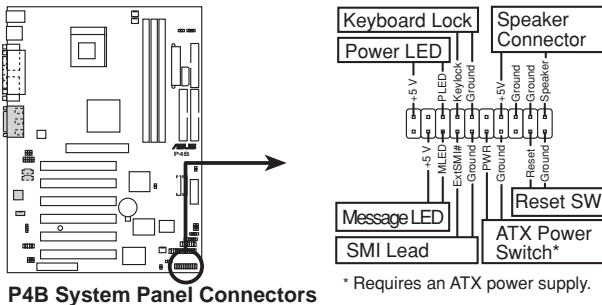 Keyboard Lock
Speaker
Connector
Power LED
+5 V
PLED
Keylock
Ground
+5V
Ground
Ground
Speaker
/ISUS
P4B
+5 V
MLED
ExtSMI#
Ground
PWR
Ground
Reset
Ground
Message LED
Reset SW
SMI Lead
ATX Power
Switch*
* Requires an ATX power supply.
P4B System Panel Connectors